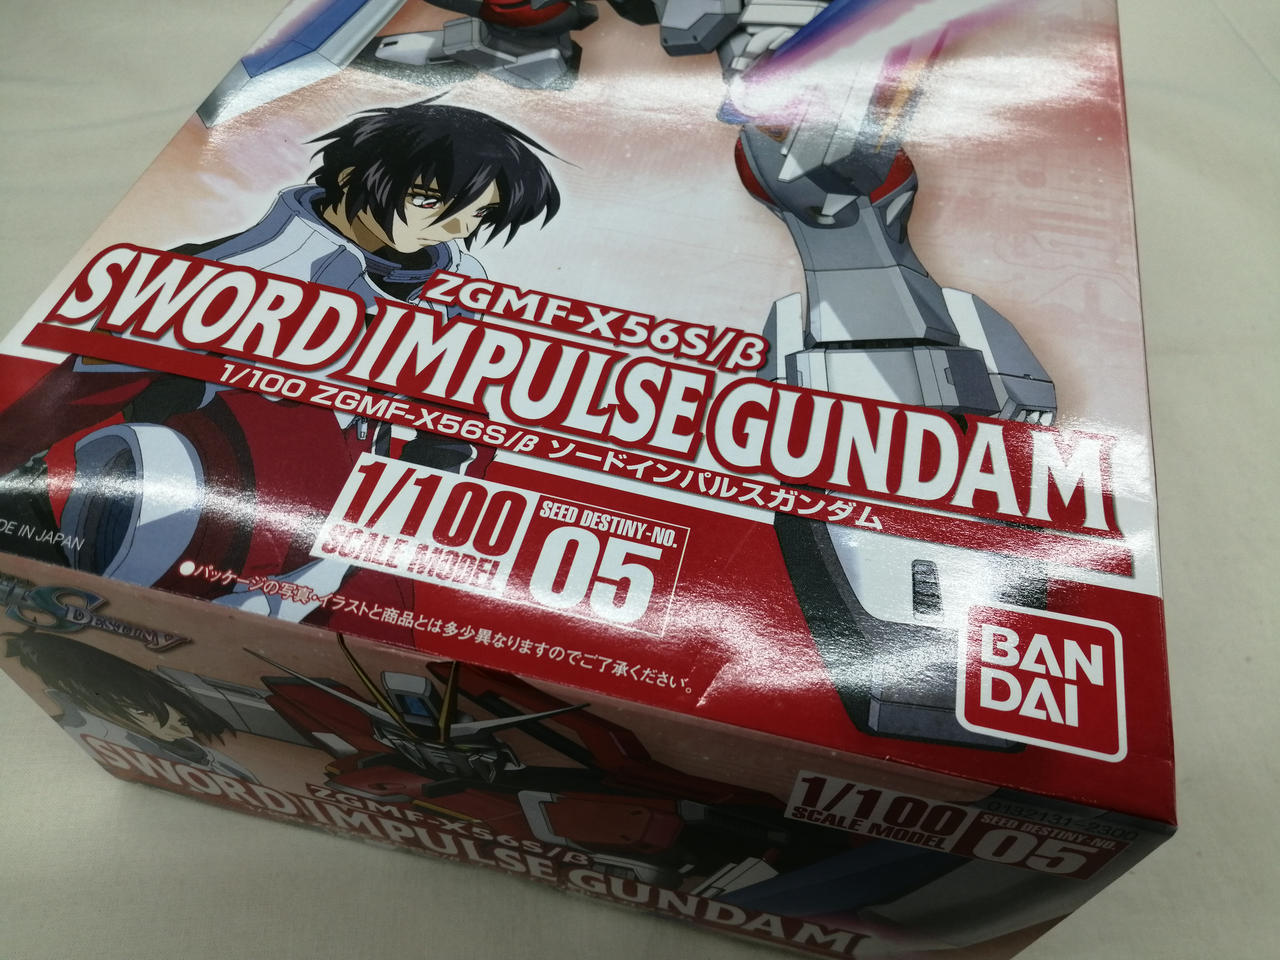 ZGMF-X56S/β
SWORD IMPULSE GUNDAM
1/100 ZGMF-X56S/β ソードインパルスガンダム
1/100
SCALE MODEL
SEED DESTINY-NO.
05
DE IN JAPAN
●パッケージの写真・イラストと商品とは多少異なりますのでご了承ください。
BAN
DAI
DESTINY
ZGMF-X56S/β
SWORD IMPULSE GUNDAM
1/100
SCALE MODEL
0132131-2300
SEED DESTINY-NO.
05